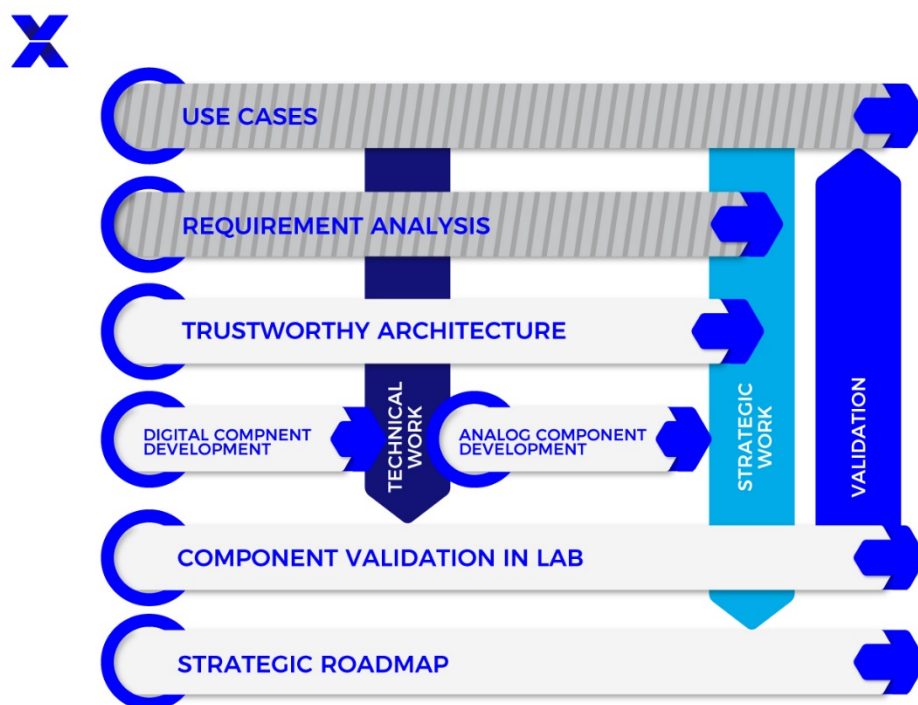 USE CASES
REQUIREMENT ANALYSIS
TRUSTWORTHY ARCHITECTURE
DIGITAL COMPNENT
DEVELOPMENT
TECHNICAL
WORK
ANALOG COMPONENT
DEVELOPMENT
STRATEGIC
WORK
VALIDATION
COMPONENT VALIDATION IN LAB
STRATEGIC ROADMAP